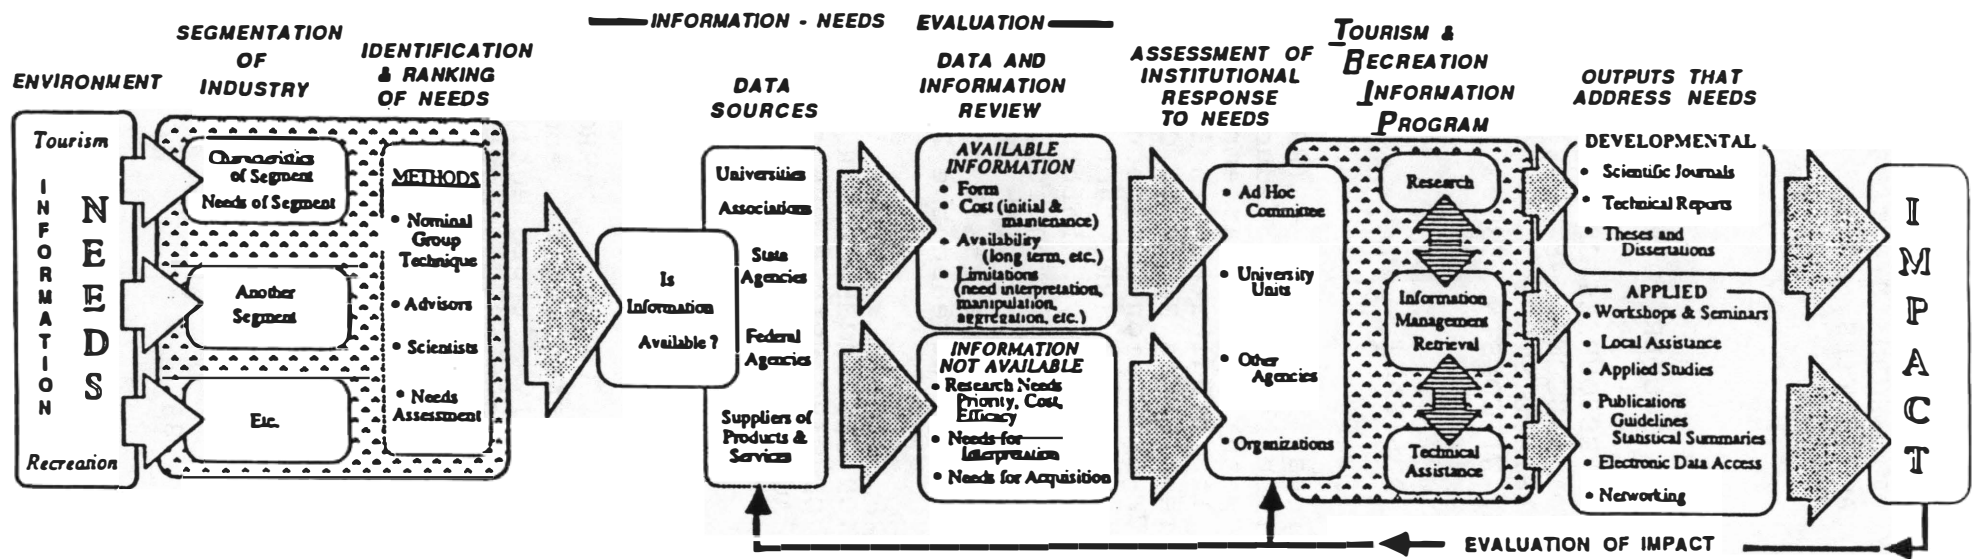 INFORMATION - NEEDS EVALUATION
ENVIRONMENT
Tourism
INFORMATION
NEEDS
Recreation
SEGMENTATION
OF
INDUSTRY
Characteristics
of Segment
Needs of Segment
Another
Segment
Etc.
IDENTIFICATION
& RANKING
OF NEEDS
METHODS
• Nominal
Group
Technique
• Advisors
• Scientists
• Needs
Assessment
Is
Information
Available ?
DATA
SOURCES
Universities
Associations
State
Agencies
Federal
Agencies
Suppliers of
Products &
Services
DATA AND
INFORMATION
REVIEW
AVAILABLE
INFORMATION
• Form
• Cost (initial &
maintenance)
• Availability
(long term, etc.)
• Limitations
(need interpretation,
manipulation,
aggregation, etc.)
INFORMATION
NOT AVAILABLE
• Research Needs
Priority, Cost,
Efficacy
• Needs for
Interpretation
• Needs for Acquisition
ASSESSMENT OF
INSTITUTIONAL
RESPONSE
TO NEEDS
• Ad Hoc
Committee
• University
Units
• Other
Agencies
• Organizations
TOURISM &
RECREATION
INFORMATION
PROGRAM
Research
Information
Management
Retrieval
Technical
Assistance
OUTPUTS THAT
ADDRESS NEEDS
DEVELOPMENTAL
• Scientific Journals
• Technical Reports
• Theses and
Dissertations
APPLIED
• Workshops & Seminars
• Local Assistance
• Applied Studies
• Publications
Guidelines
Statistical Summaries
• Electronic Data Access
• Networking
IMPACT
EVALUATION OF IMPACT